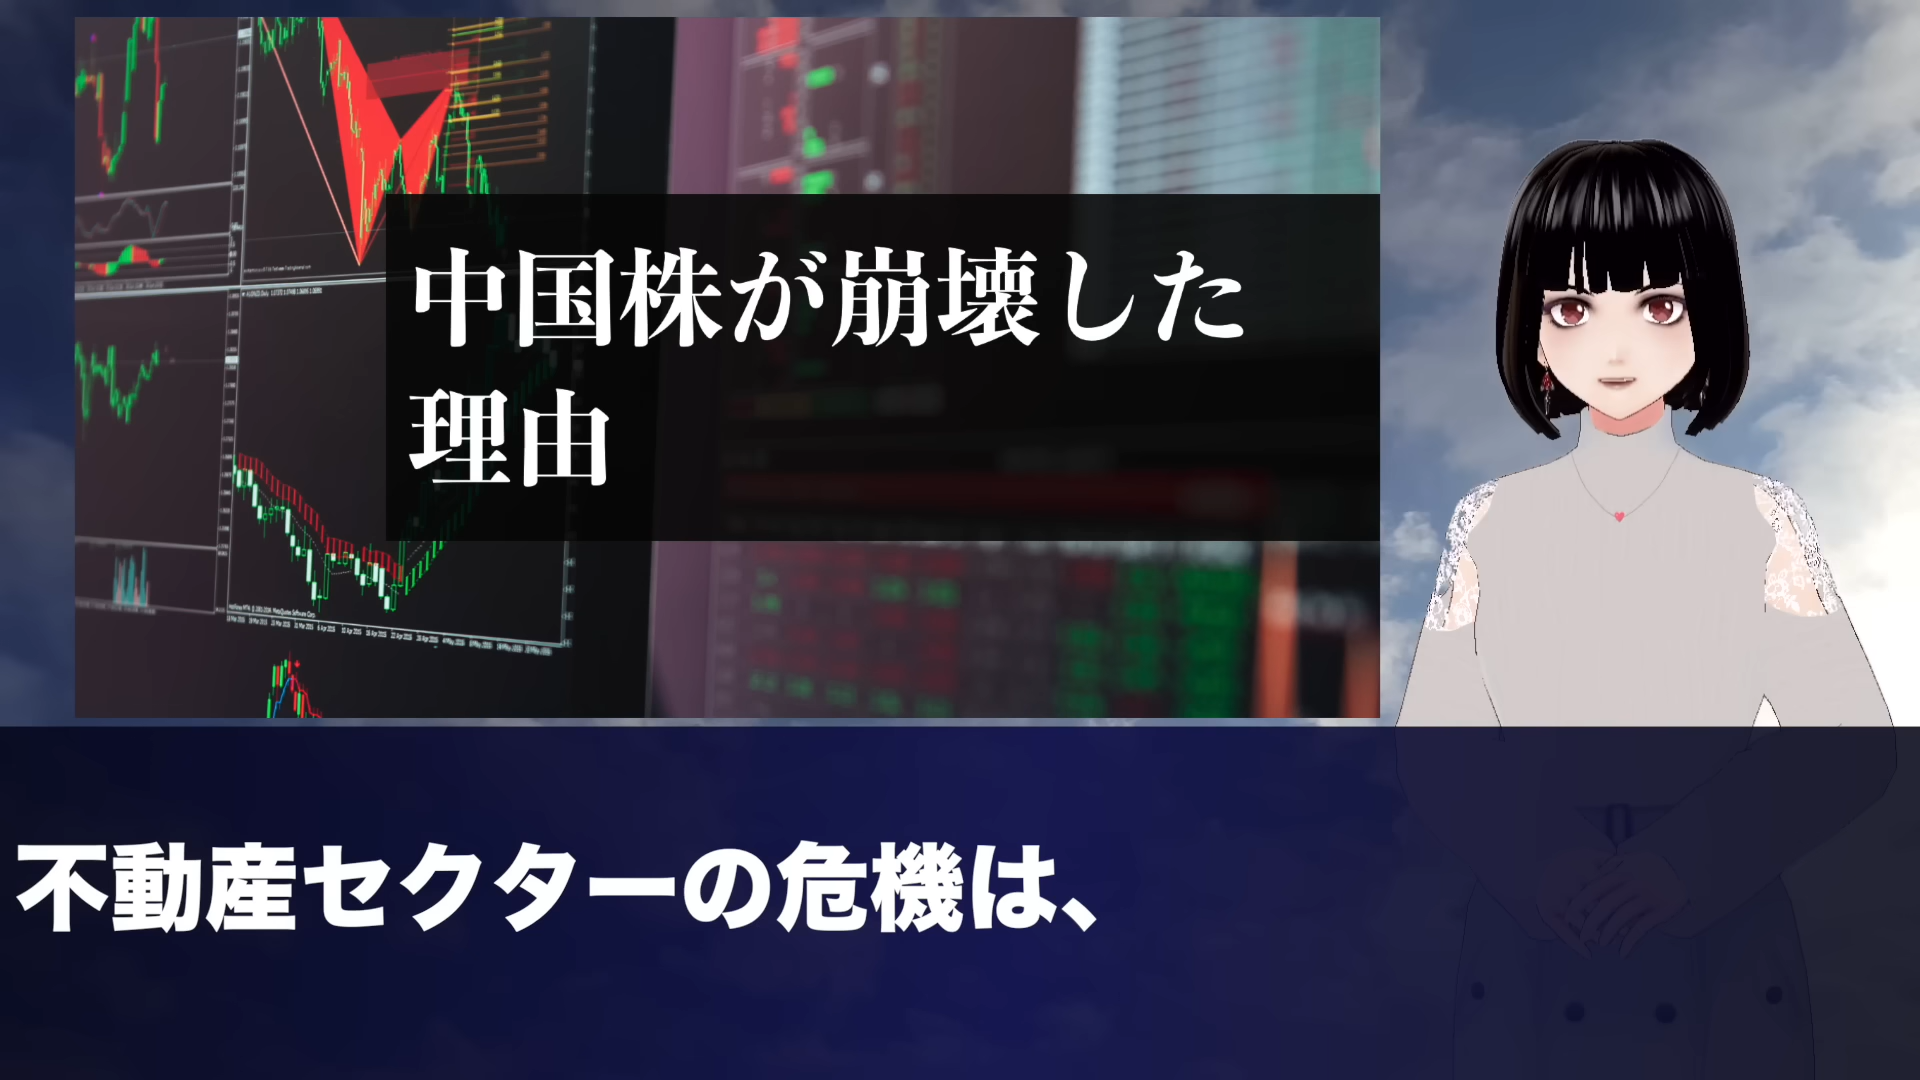 中国株が崩壊した
理由
不動産セクターの危機は、